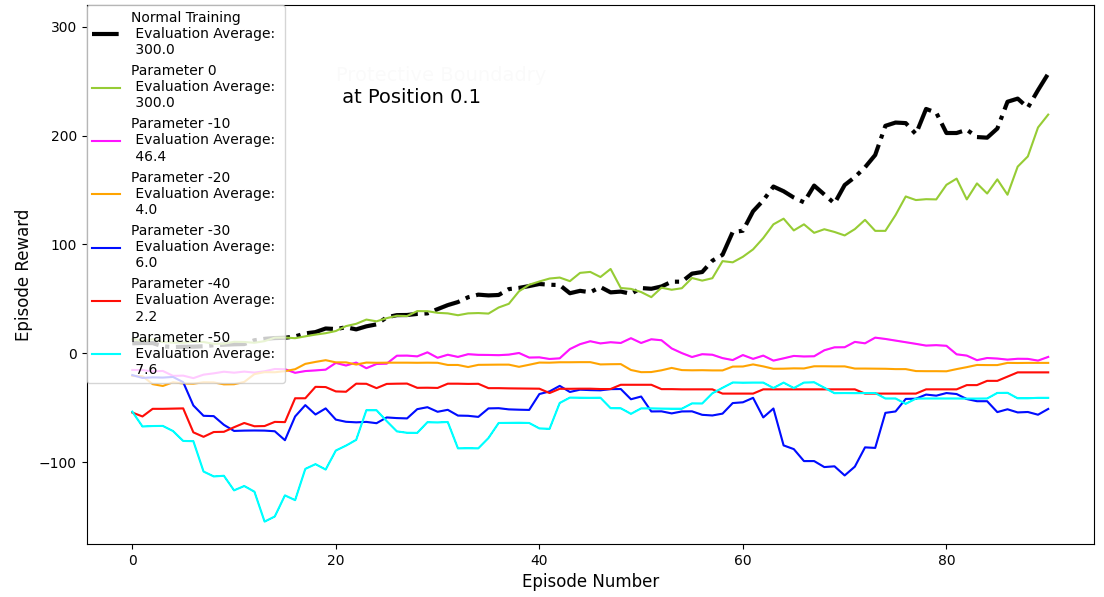 300
200
100
0
−100
0
20
40
60
80
Episode Reward
Episode Number
Normal Training
Evaluation Average:
300.0
Parameter 0
Evaluation Average:
300.0
Parameter -10
Evaluation Average:
46.4
Parameter -20
Evaluation Average:
4.0
Parameter -30
Evaluation Average:
6.0
Parameter -40
Evaluation Average:
2.2
Parameter -50
Evaluation Average:
7.6
at Position 0.1